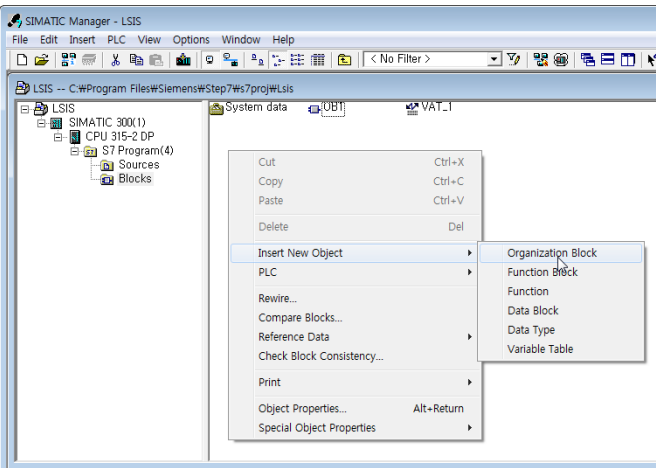 SIMATIC Manager - LSIS
File Edit Insert PLC View Options Window Help
< No Filter >
LSIS -- C:₩Program Files₩Siemens₩Step7₩s7proj₩Lsis
LSIS
SIMATIC 300(1)
CPU 315-2 DP
S7 Program(4)
Sources
Blocks
System data OB1 VAT_1
Cut Ctrl+X
Copy Ctrl+C
Paste Ctrl+V
Delete Del
Insert New Object
PLC
Rewire...
Compare Blocks...
Reference Data
Check Block Consistency...
Print
Object Properties... Alt+Return
Special Object Properties
Organization Block
Function Block
Function
Data Block
Data Type
Variable Table